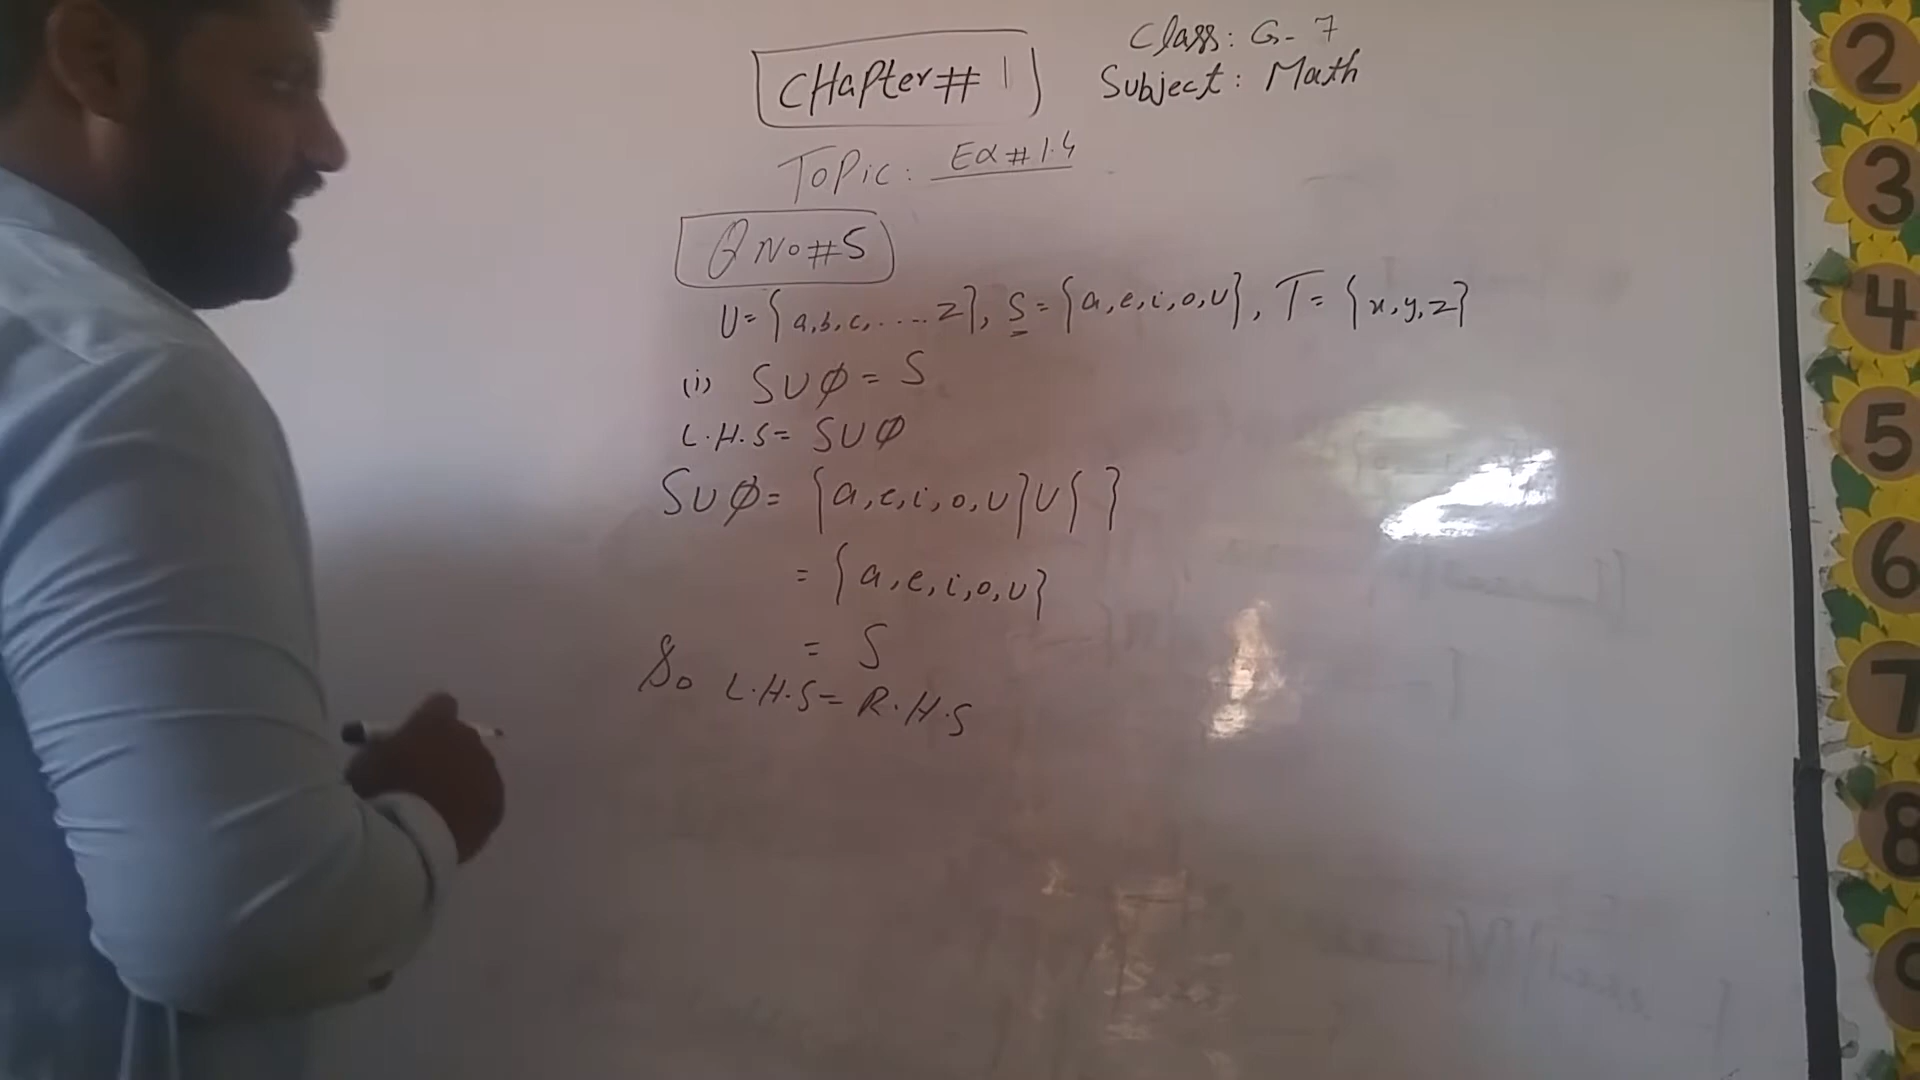 CHaPter# 1
Class: G-7
Subject: Math
ToPic: Ex#1.4
Q No#5
U={a,b,c,.....z}, S={a,e,i,o,u}, T={x,y,z}
(i) S∪φ=S
L.H.S= S∪φ
S∪φ= {a,e,i,o,u}∪{ }
= {a,e,i,o,u}
= S
So L.H.S=R.H.S
2
3
4
5
6
7
8
9